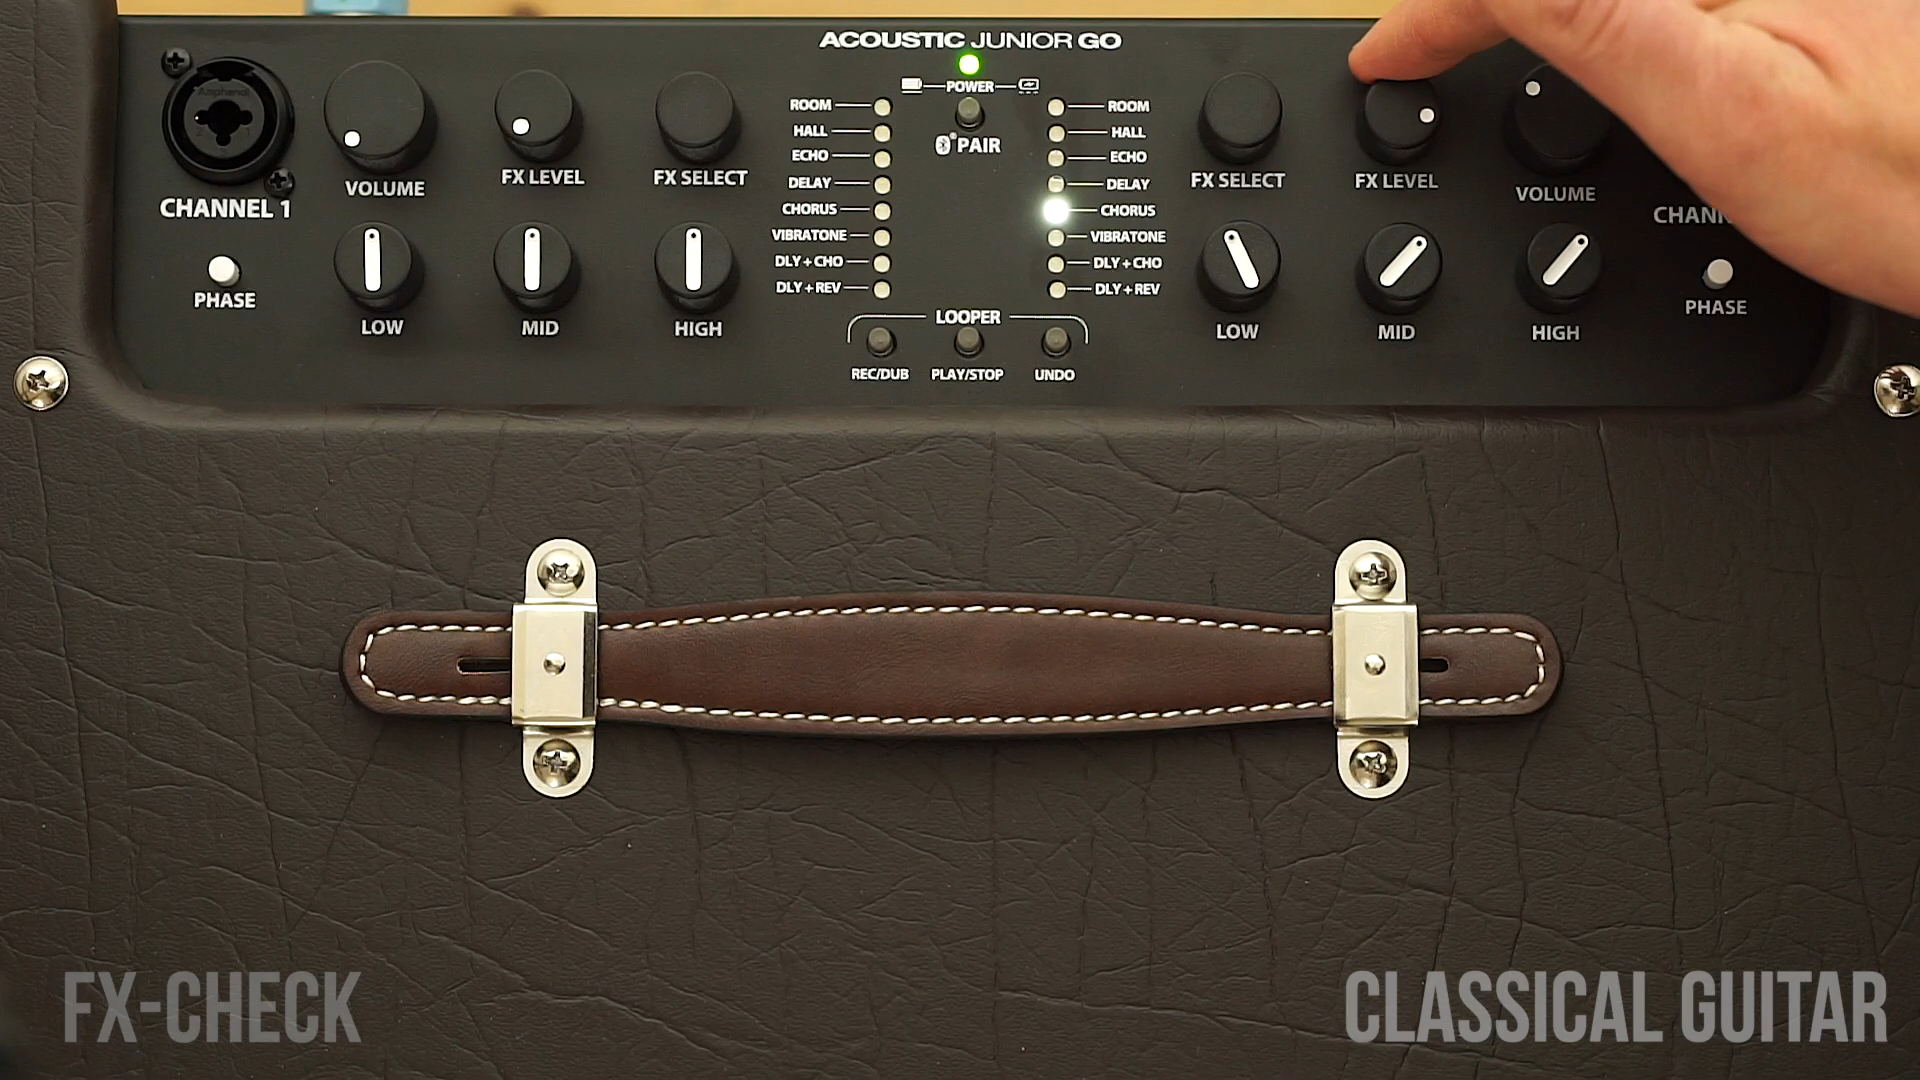 ACOUSTIC JUNIOR GO
POWER
PAIR
Amphenol
CHANNEL 1
VOLUME
FX LEVEL
FX SELECT
PHASE
LOW
MID
HIGH
ROOM
HALL
ECHO
DELAY
CHORUS
VIBRATONE
DLY + CHO
DLY + REV
ROOM
HALL
ECHO
DELAY
CHORUS
VIBRATONE
DLY + CHO
DLY + REV
LOOPER
REC/DUB
PLAY/STOP
UNDO
FX SELECT
FX LEVEL
VOLUME
LOW
MID
HIGH
PHASE
FX-CHECK
CLASSICAL GUITAR